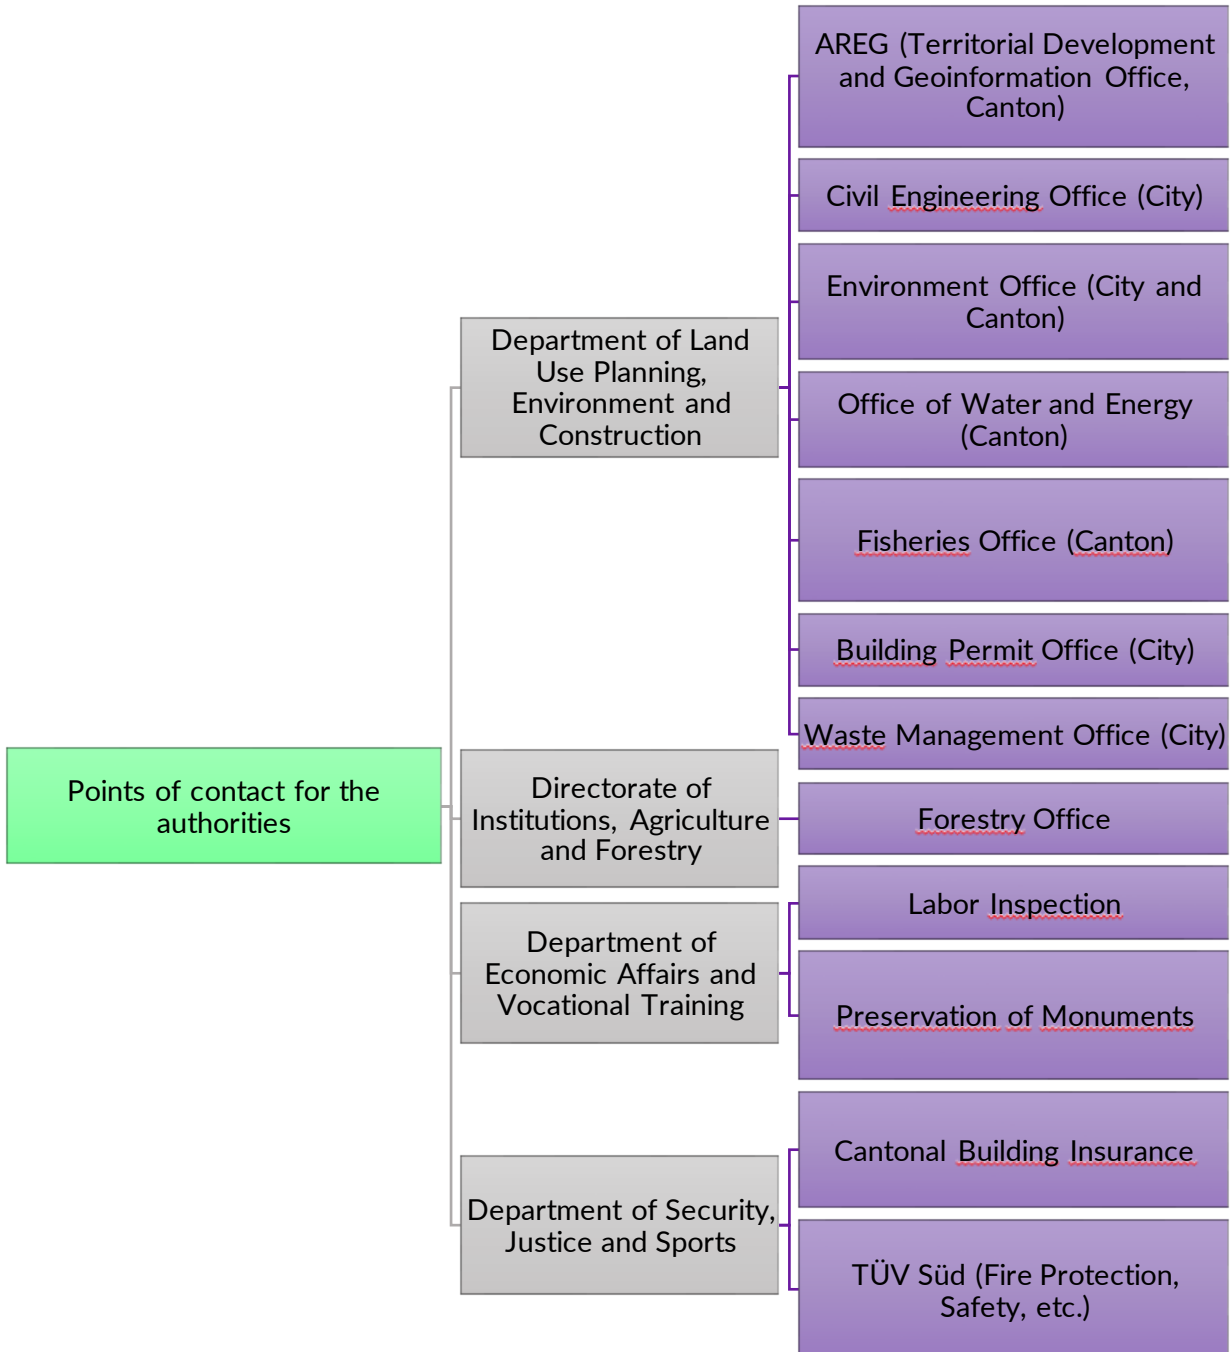 Points of contact for the
authorities
Department of Land
Use Planning,
Environment and
Construction
AREG (Territorial Development
and Geoinformation Office,
Canton)
Civil Engineering Office (City)
Environment Office (City and
Canton)
Office of Water and Energy
(Canton)
Fisheries Office (Canton)
Building Permit Office (City)
Waste Management Office (City)
Directorate of
Institutions, Agriculture
and Forestry
Forestry Office
Department of
Economic Affairs and
Vocational Training
Labor Inspection
Preservation of Monuments
Department of Security,
Justice and Sports
Cantonal Building Insurance
TÜV Süd (Fire Protection,
Safety, etc.)